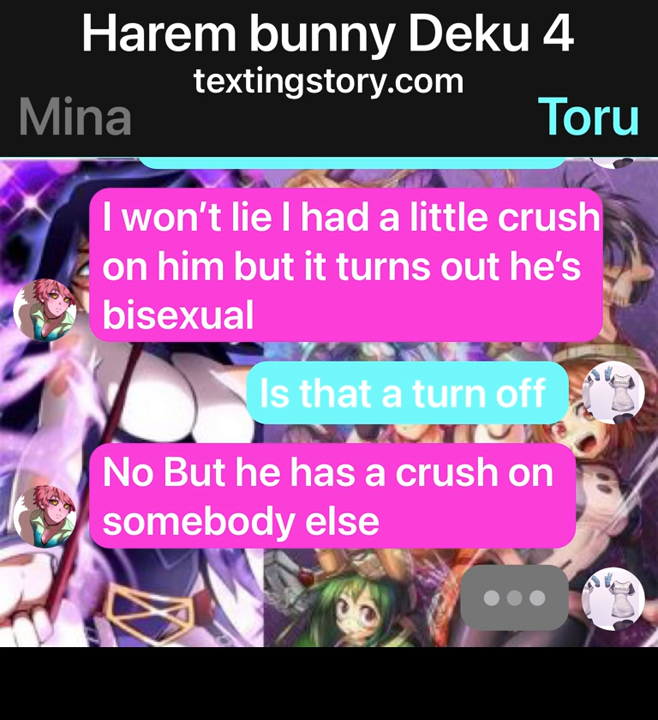 Harem bunny Deku 4
textingstory.com
Mina
Toru
I won't lie I had a little crush
on him but it turns out he's
bisexual
Is that a turn off
No But he has a crush on
somebody else